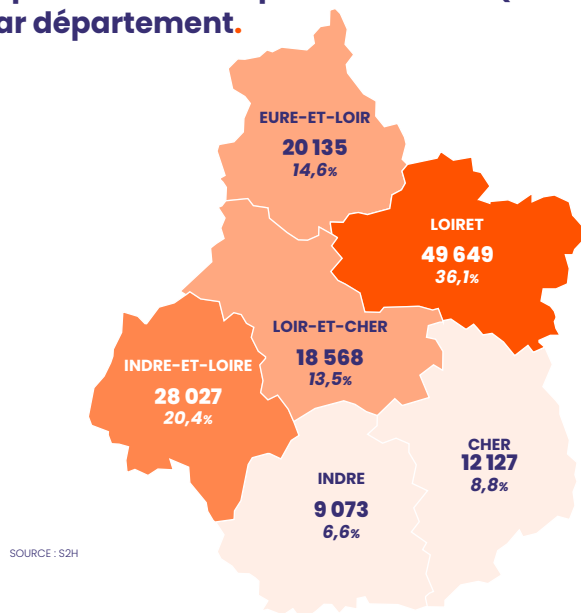 ar département.
EURE-ET-LOIR
20 135
14,6%
LOIRET
49 649
36,1%
LOIR-ET-CHER
18 568
13,5%
INDRE-ET-LOIRE
28 027
20,4%
CHER
12 127
8,8%
INDRE
9 073
6,6%
SOURCE : S2H